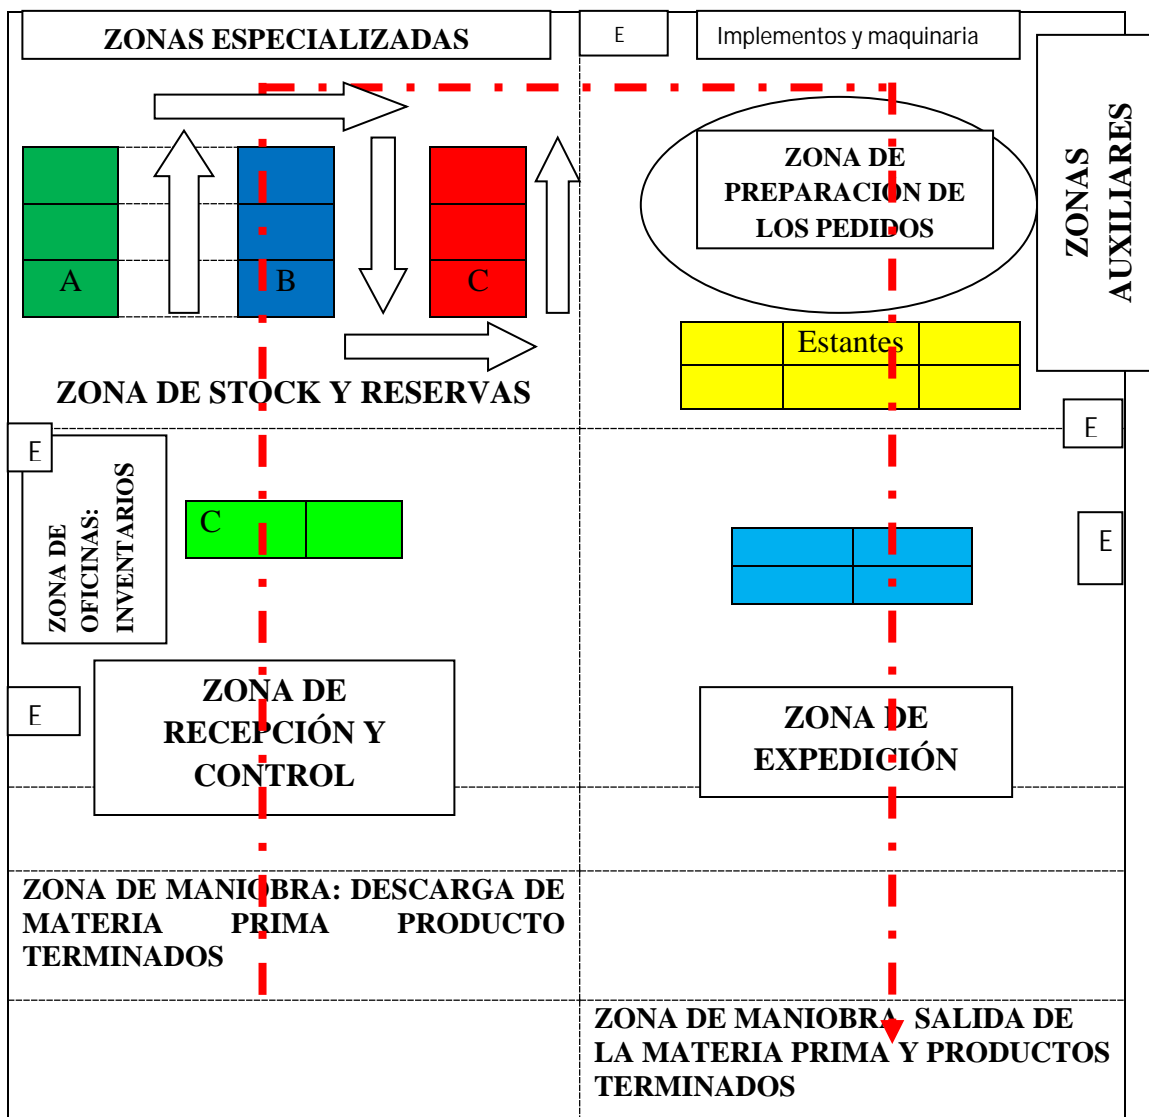 ZONAS ESPECIALIZADAS
E
Implementos y maquinaria
ZONAS
AUXILIARES
ZONA DE
PREPARACIÓN DE
LOS PEDIDOS
A
B
C
Estantes
ZONA DE STOCK Y RESERVAS
E
E
ZONA DE
OFICINAS:
INVENTARIOS
C
E
ZONA DE
RECEPCIÓN Y
CONTROL
E
ZONA DE
EXPEDICIÓN
ZONA DE MANIOBRA: DESCARGA DE
MATERIA PRIMA PRODUCTO
TERMINADOS
ZONA DE MANIOBRA SALIDA DE
LA MATERIA PRIMA Y PRODUCTOS
TERMINADOS